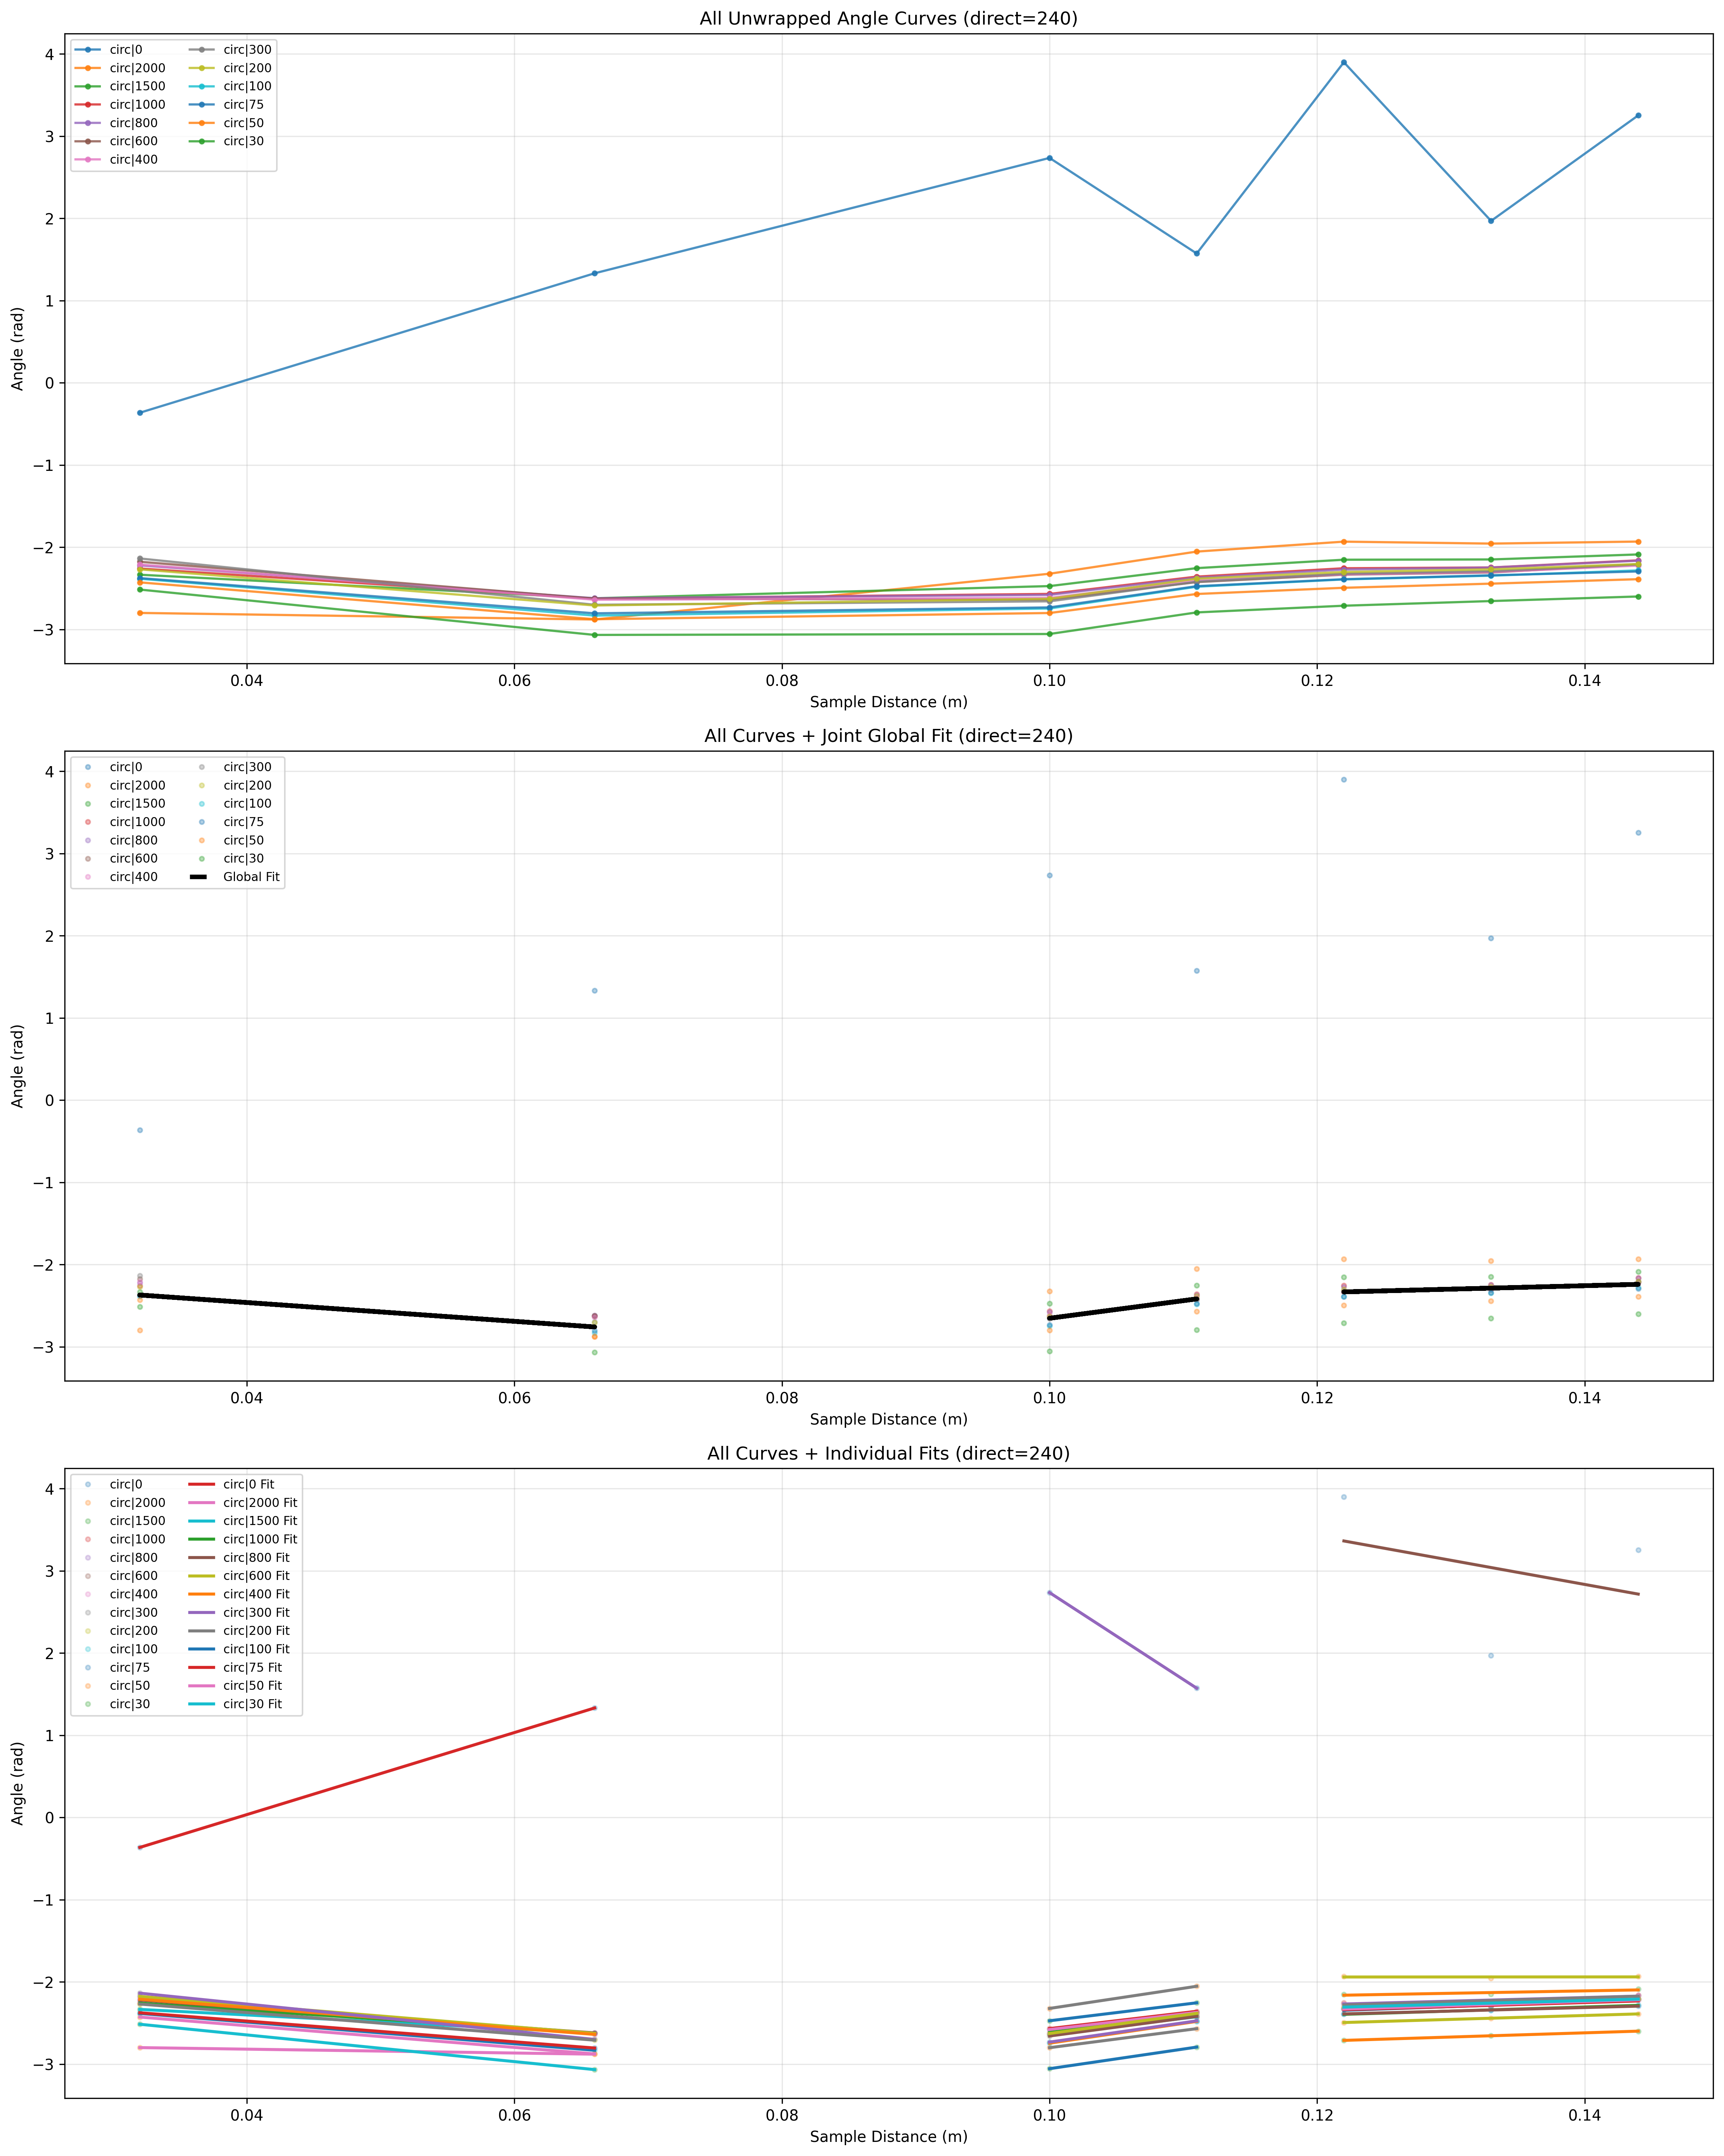 All Unwrapped Angle Curves (direct=240)
circ|0
circ|2000
circ|1500
circ|1000
circ|800
circ|600
circ|400
circ|300
circ|200
circ|100
circ|75
circ|50
circ|30
4
3
2
1
0
−1
−2
−3
Angle (rad)
0.04 0.06 0.08 0.10 0.12 0.14
Sample Distance (m)
All Curves + Joint Global Fit (direct=240)
circ|0
circ|2000
circ|1500
circ|1000
circ|800
circ|600
circ|400
circ|300
circ|200
circ|100
circ|75
circ|50
circ|30
Global Fit
4
3
2
1
0
−1
−2
−3
Angle (rad)
0.04 0.06 0.08 0.10 0.12 0.14
Sample Distance (m)
All Curves + Individual Fits (direct=240)
circ|0
circ|2000
circ|1500
circ|1000
circ|800
circ|600
circ|400
circ|300
circ|200
circ|100
circ|75
circ|50
circ|30
circ|0 Fit
circ|2000 Fit
circ|1500 Fit
circ|1000 Fit
circ|800 Fit
circ|600 Fit
circ|400 Fit
circ|300 Fit
circ|200 Fit
circ|100 Fit
circ|75 Fit
circ|50 Fit
circ|30 Fit
4
3
2
1
0
−1
−2
−3
Angle (rad)
0.04 0.06 0.08 0.10 0.12 0.14
Sample Distance (m)